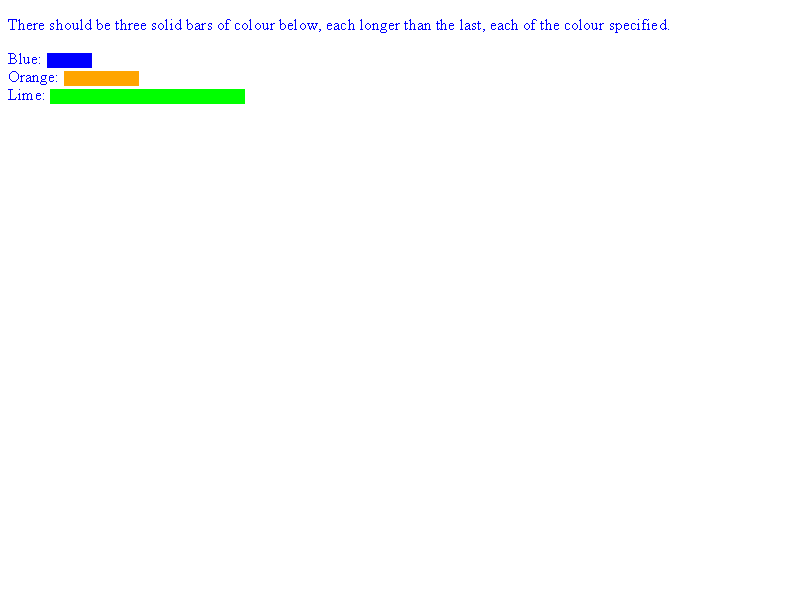 There should be three solid bars of colour below, each longer than the last, each of the colour specified.
Blue:
Orange:
Lime: